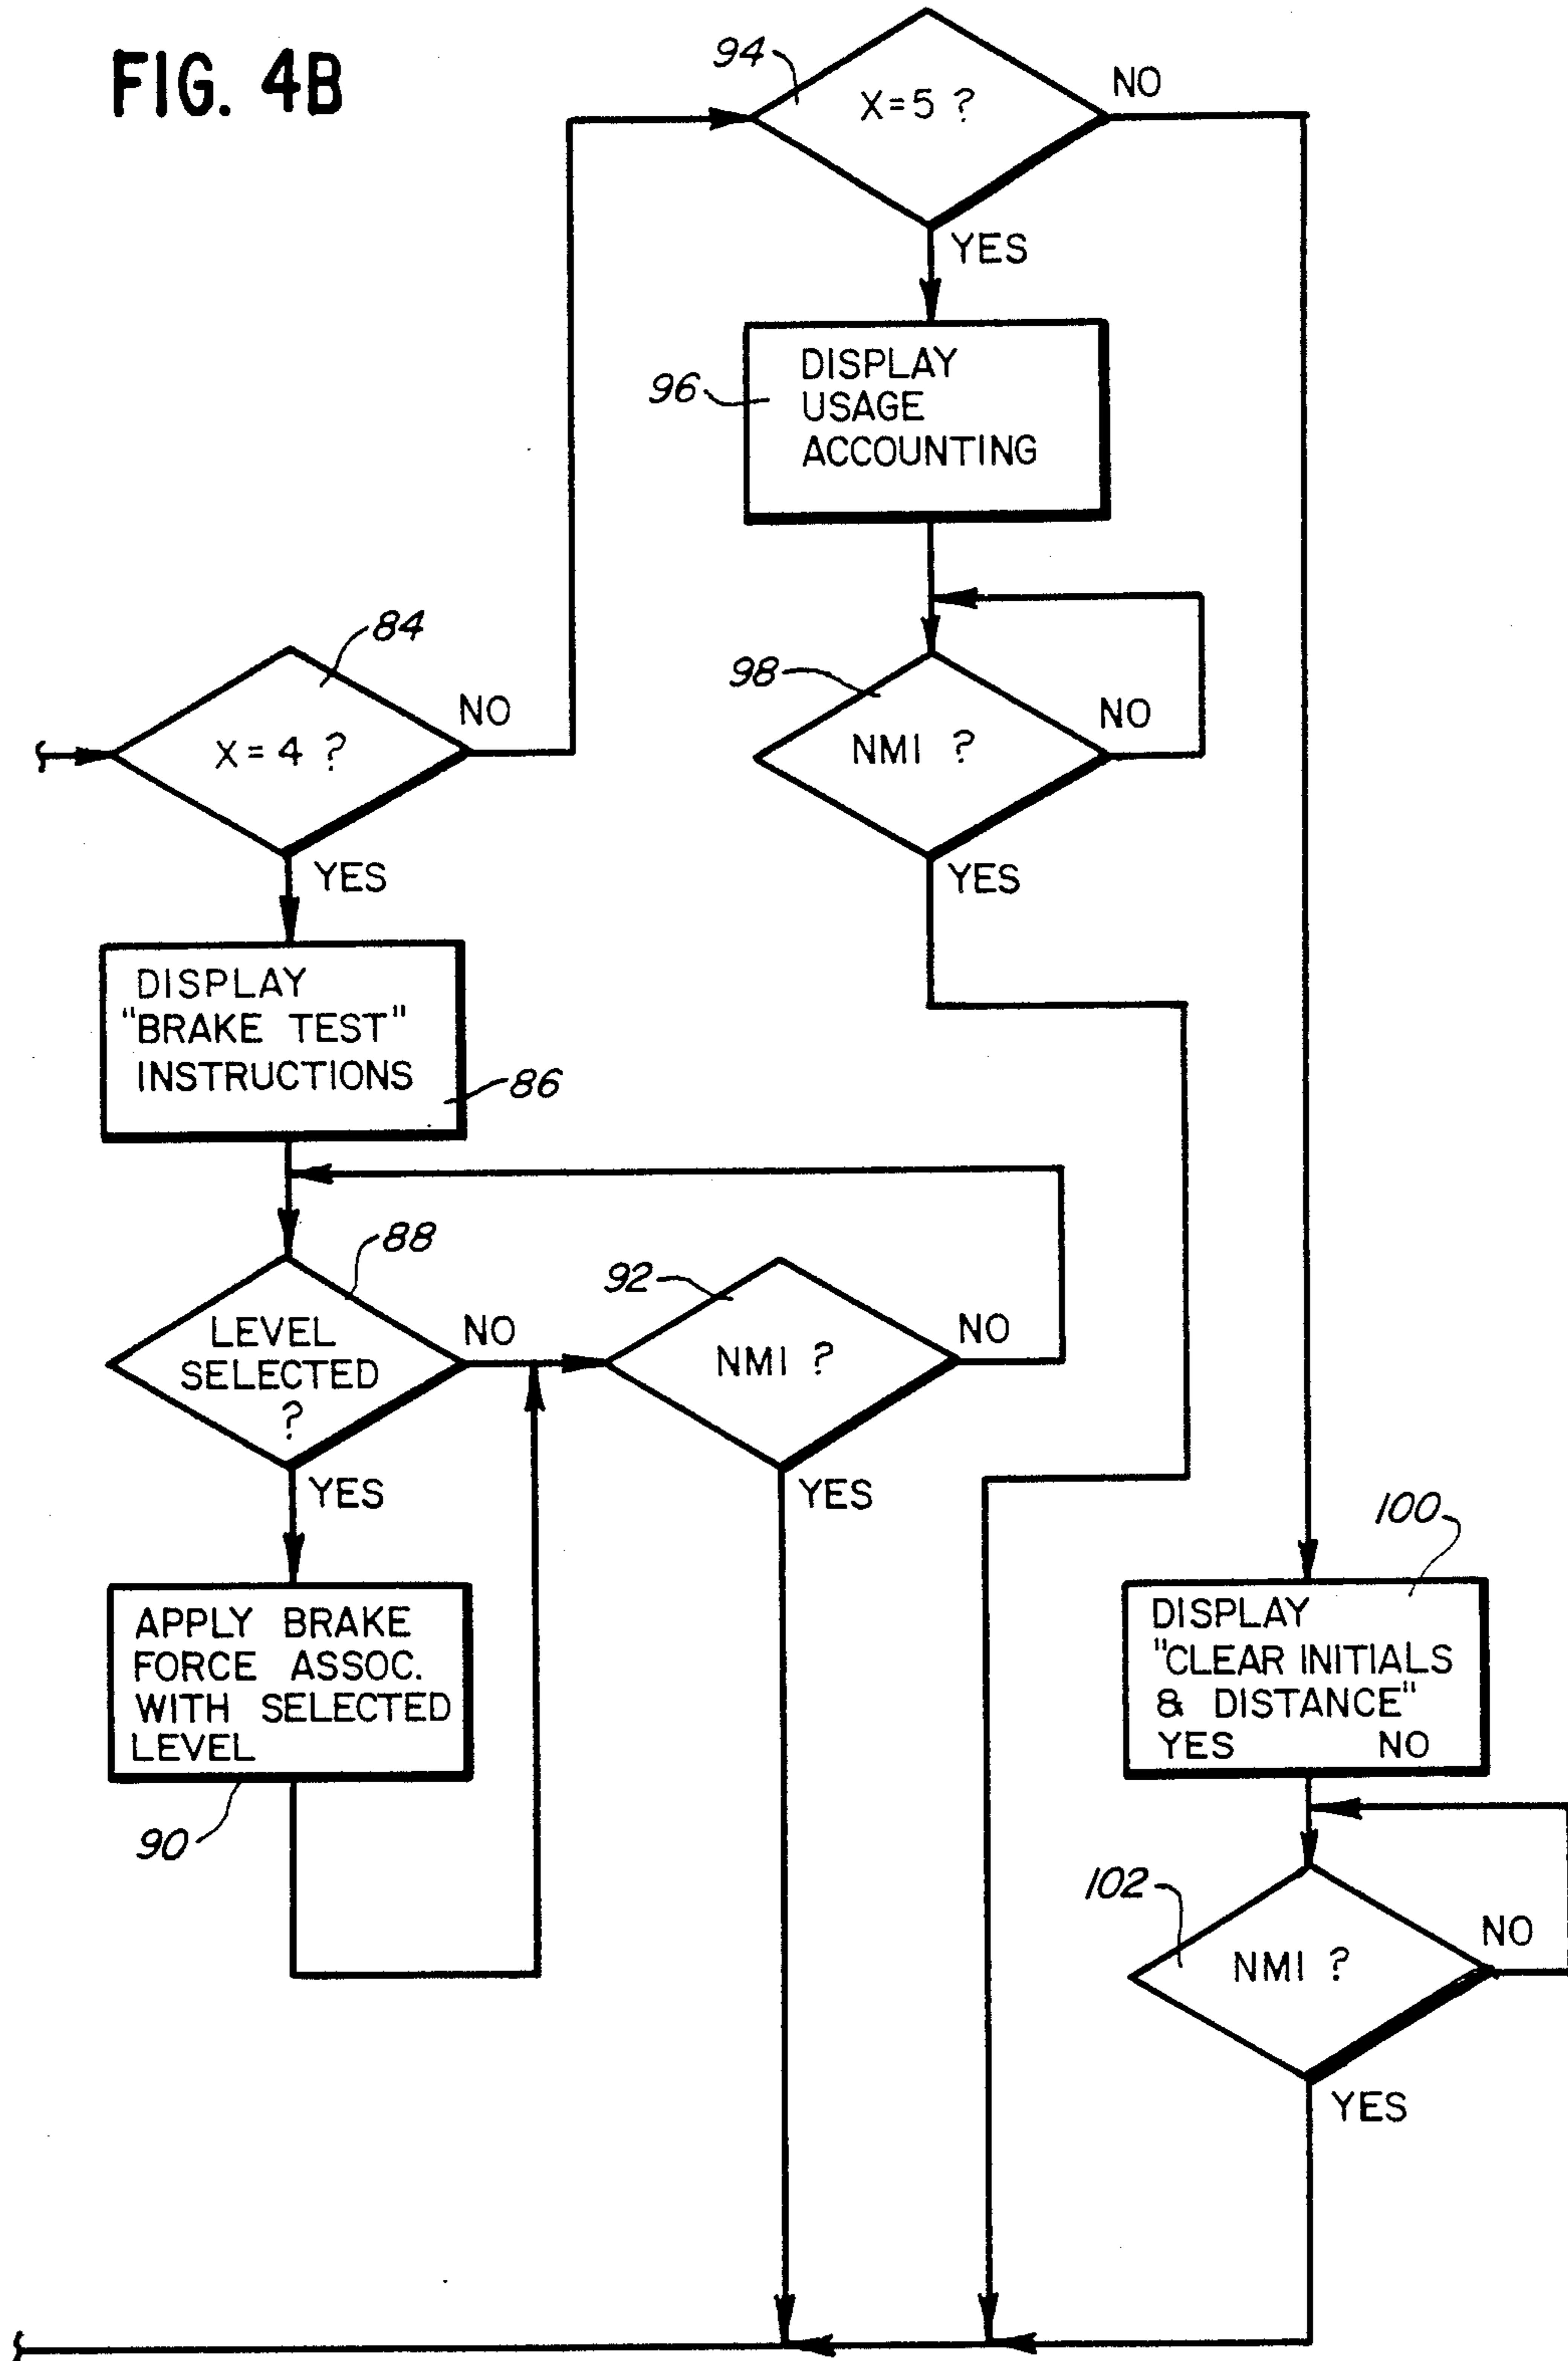 FIG. 4B
94
X=5 ?
NO
YES
DISPLAY
USAGE
ACCOUNTING
96
98
NMI ?
NO
YES
84
X=4 ?
NO
YES
DISPLAY
"BRAKE TEST"
INSTRUCTIONS
86
88
LEVEL
SELECTED
?
NO
YES
92
NMI ?
NO
YES
APPLY BRAKE
FORCE ASSOC.
WITH SELECTED
LEVEL
90
100
DISPLAY
"CLEAR INITIALS
& DISTANCE"
YES NO
102
NMI ?
NO
YES